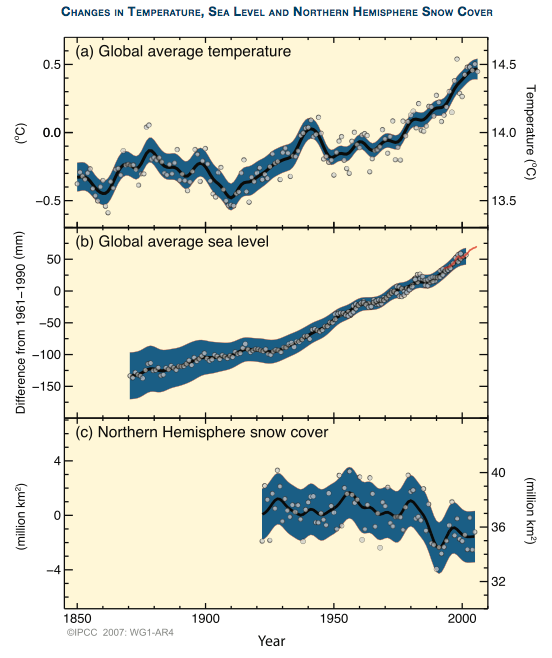 CHANGES IN TEMPERATURE, SEA LEVEL AND NORTHERN HEMISPHERE SNOW COVER
(a) Global average temperature
0.5
0.0
−0.5
(°C)
14.5
14.0
13.5
Temperature (°C)
(b) Global average sea level
50
0
−50
−100
−150
Difference from 1961–1990
(mm)
(c) Northern Hemisphere snow cover
4
0
−4
(million km²)
40
36
32
(million km²)
1850 1900 1950 2000
©IPCC 2007: WG1-AR4
Year